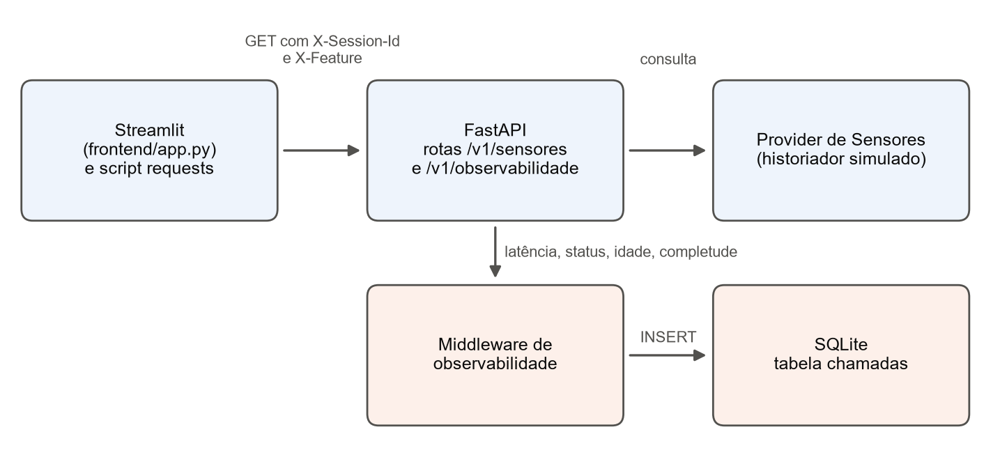 GET com X-Session-Id
e X-Feature
consulta
Streamlit
(frontend/app.py)
e script requests
FastAPI
rotas /v1/sensores
e /v1/observabilidade
Provider de Sensores
(historiador simulado)
latência, status, idade, completude
Middleware de
observabilidade
INSERT
SQLite
tabela chamadas